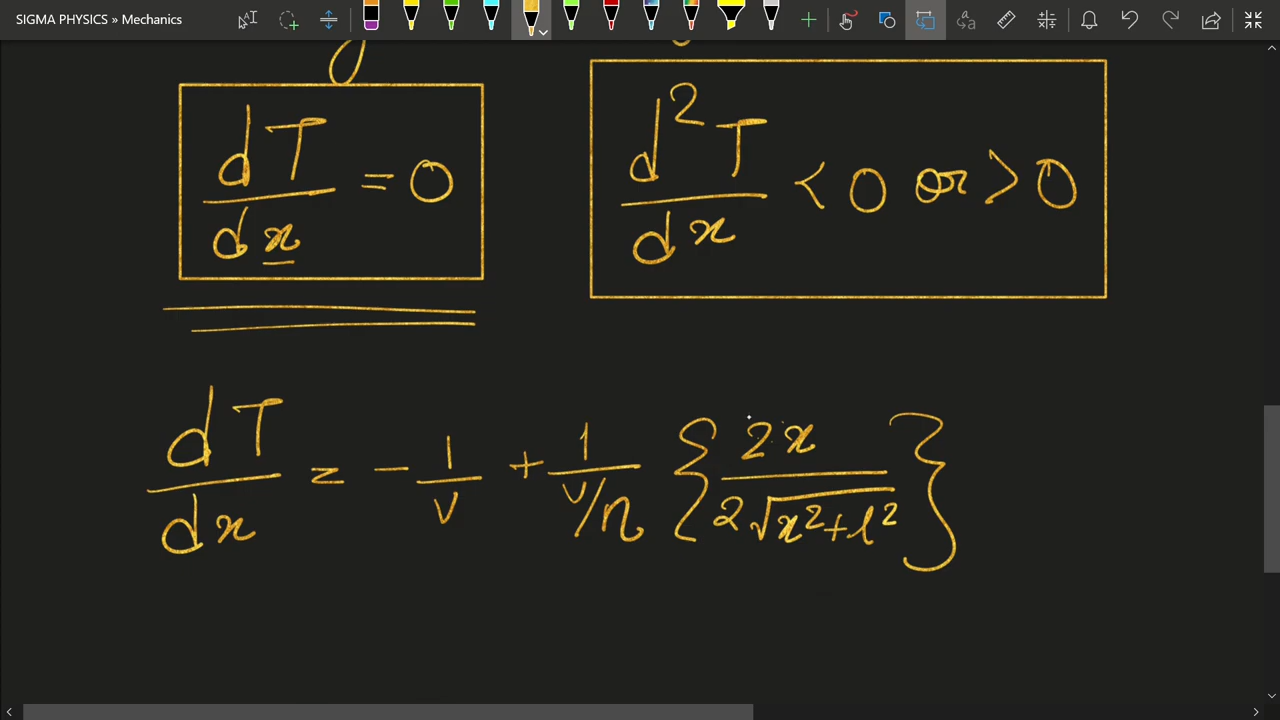 SIGMA PHYSICS » Mechanics
dT/dx = 0
d²T/dx < 0 or > 0
dT/dx = - 1/v + 1/(v/n) { 2x / 2√(x²+l²) }